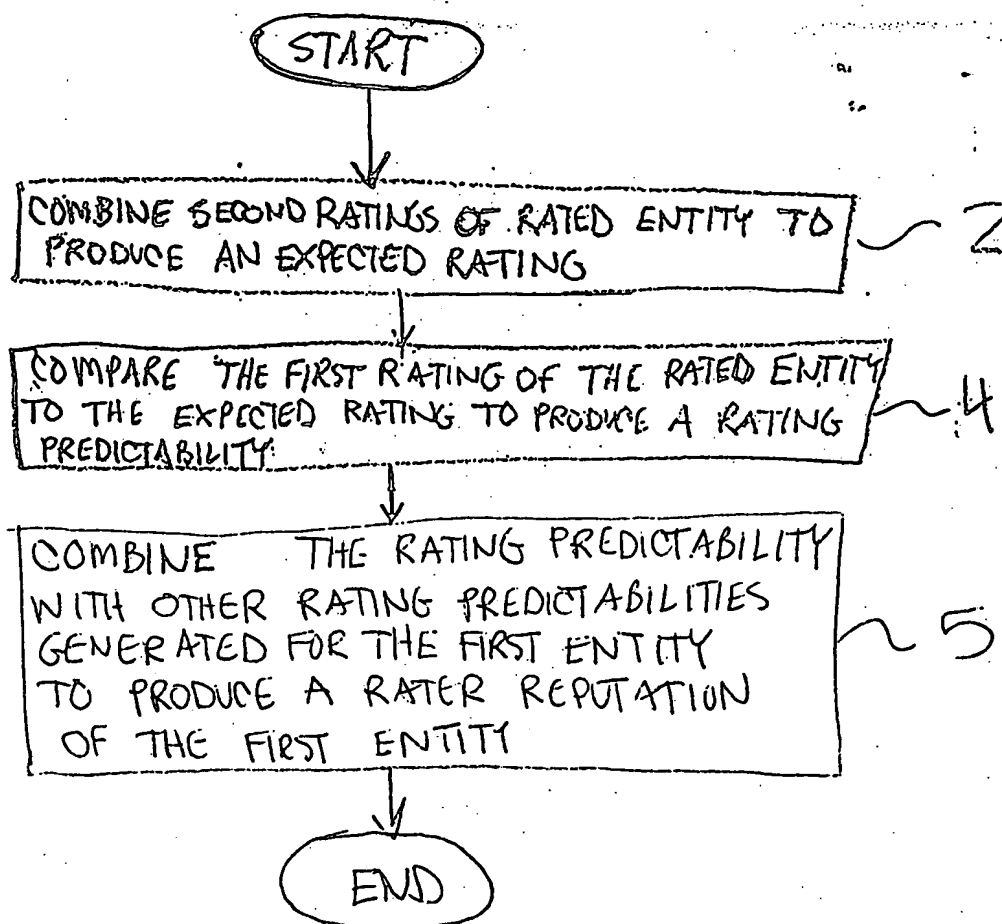 START
COMBINE SECOND RATINGS OF RATED ENTITY TO
PRODUCE AN EXPECTED RATING
2
COMPARE THE FIRST RATING OF THE RATED ENTITY
TO THE EXPECTED RATING TO PRODUCE A RATING
PREDICTABILITY
4
COMBINE THE RATING PREDICTABILITY
WITH OTHER RATING PREDICTABILITIES
GENERATED FOR THE FIRST ENTITY
TO PRODUCE A RATER REPUTATION
OF THE FIRST ENTITY
5
END